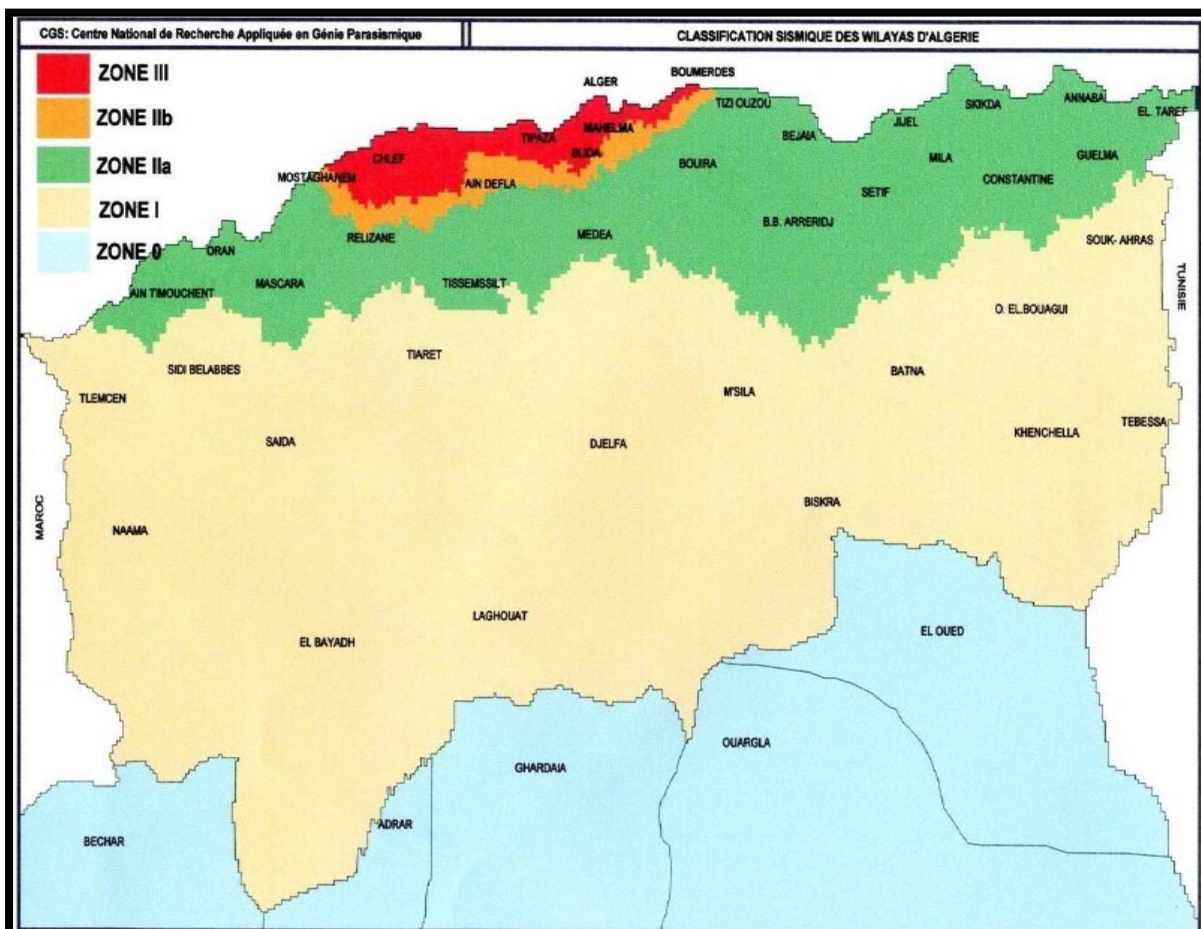 CGS: Centre National de Recherche Appliquée en Génie Parasismique
CLASSIFICATION SISMIQUE DES WILAYAS D'ALGERIE
ZONE III
ZONE IIb
ZONE IIa
ZONE I
ZONE 0
BOUMERDES
ALGER
TIZI OUZOU
SKIKDA
ANNABA
EL. TAREF
MAHELMA
TIPAZA
BEJAIA
JIJEL
CHLEF
BLIDA
BOUIRA
MILA
GUELMA
MOSTAGHANEM
AIN DEFLA
SETIF
CONSTANTINE
RELIZANE
MEDEA
B.B. ARRERIDJ
SOUK- AHRAS
ORAN
MASCARA
TISSEMSSILT
AIN TIMOUCHENT
TUNISIE
O. EL.BOUAGUI
TIARET
SIDI BELABBES
BATNA
TLEMCEN
M'SILA
TEBESSA
SAIDA
DJELFA
KHENCHELLA
MAROC
BISKRA
NAAMA
LAGHOUAT
EL BAYADH
EL OUED
OUARGLA
GHARDAIA
ADRAR
BECHAR